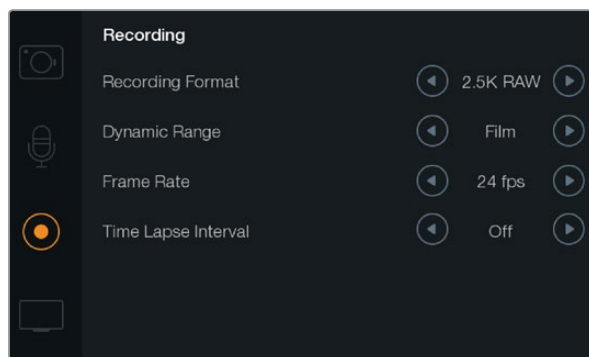 Recording
Recording Format 2.5K RAW
Dynamic Range Film
Frame Rate 24 fps
Time Lapse Interval Off